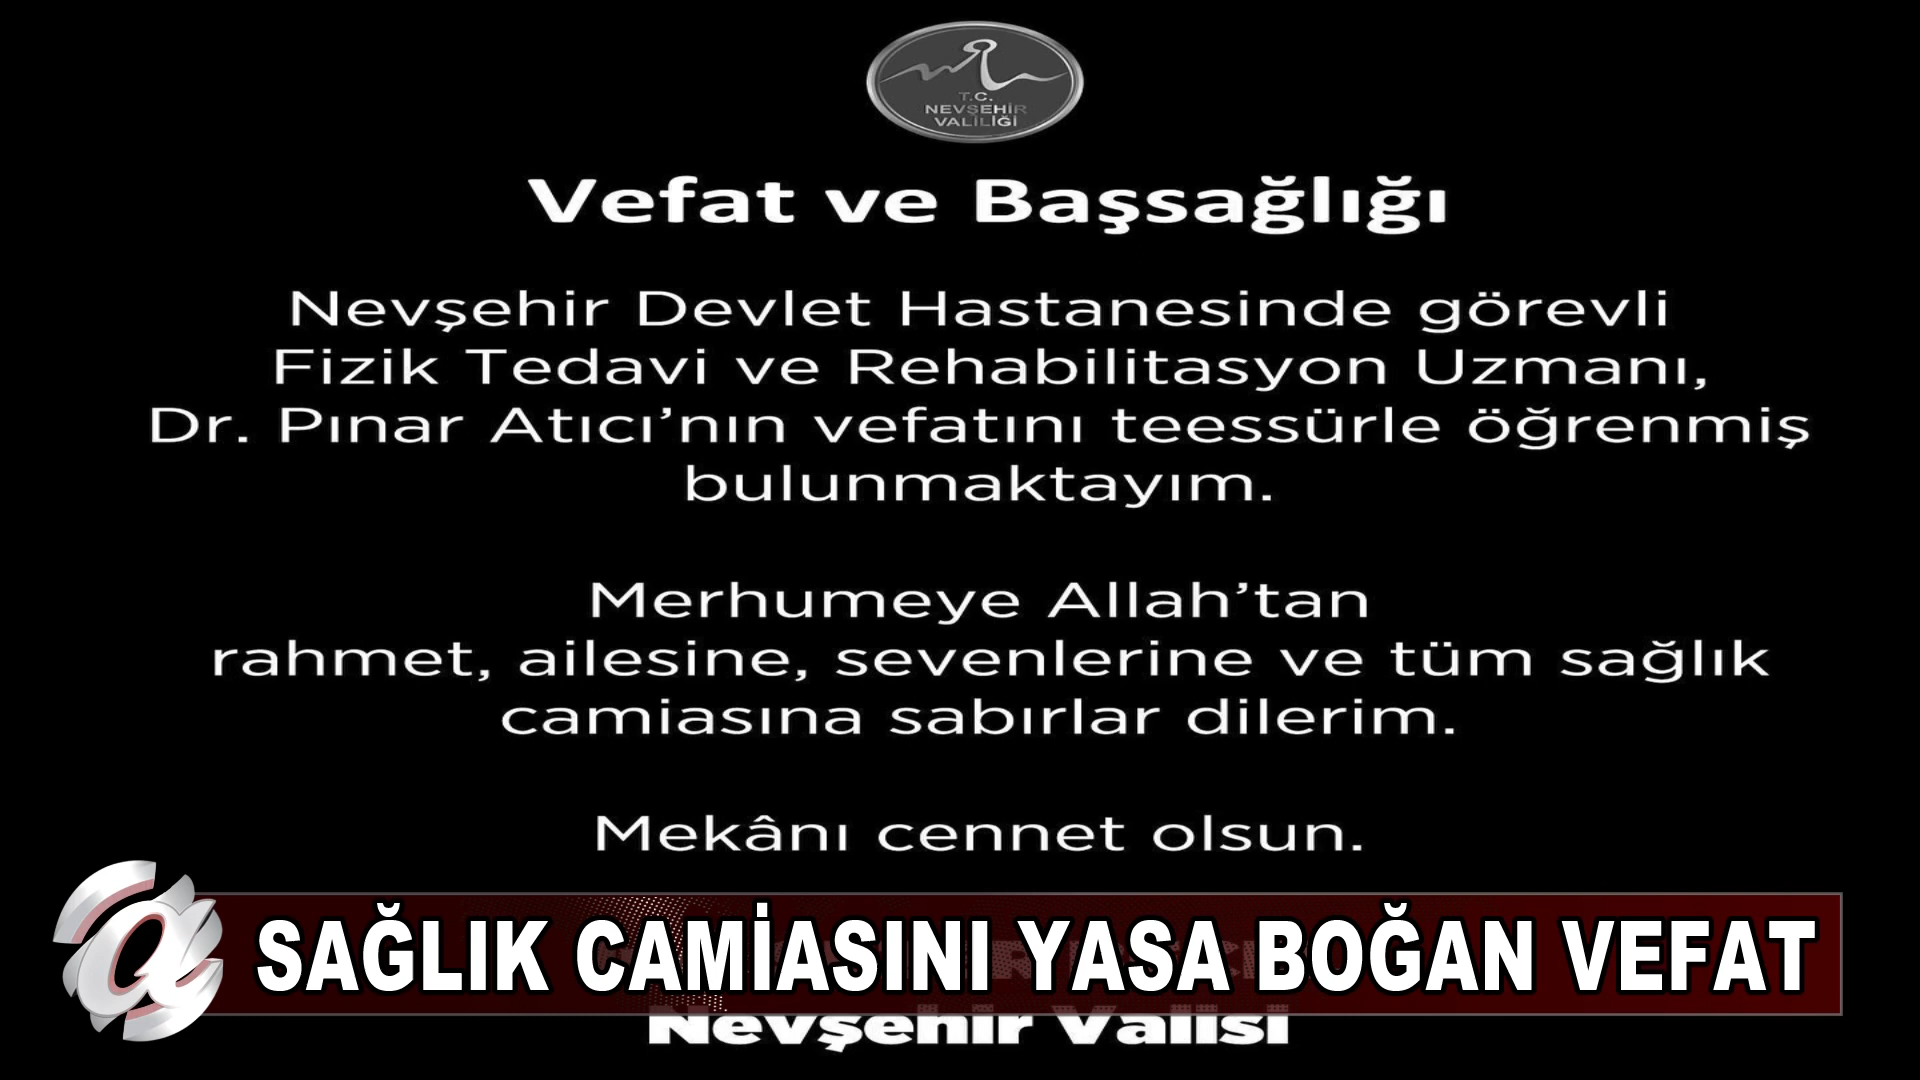 T.C.
NEVŞEHİR
VALİLİĞİ
Vefat ve Başsağlığı
Nevşehir Devlet Hastanesinde görevli
Fizik Tedavi ve Rehabilitasyon Uzmanı,
Dr. Pınar Atıcı’nın vefatını teessürle öğrenmiş
bulunmaktayım.
Merhumeye Allah’tan
rahmet, ailesine, sevenlerine ve tüm sağlık
camiasına sabırlar dilerim.
Mekânı cennet olsun.
SAĞLIK CAMİASINI YASA BOĞAN VEFAT
Nevşehir Valisi